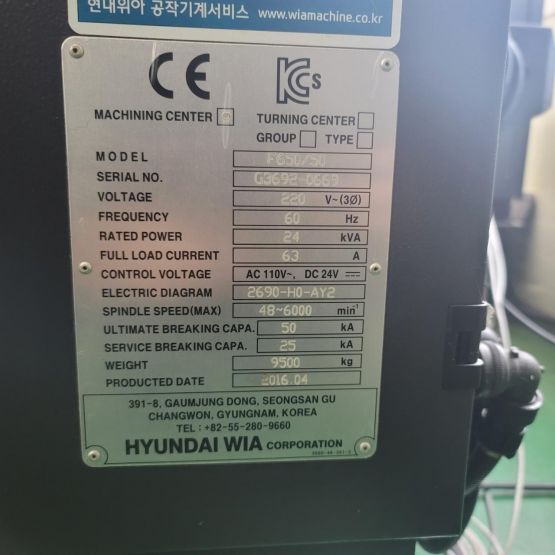 현대위아 공작기계서비스 www.wiamachine.co.kr
CE KCs
MACHINING CENTER TURNING CENTER
GROUP TYPE
MODEL F650/50
SERIAL NO. G3692-0669
VOLTAGE 220 V~(3Ø)
FREQUENCY 60 Hz
RATED POWER 24 kVA
FULL LOAD CURRENT 63 A
CONTROL VOLTAGE AC 110V~, DC 24V
ELECTRIC DIAGRAM 2690-H0-AY2
SPINDLE SPEED(MAX) 48~6000 min⁻¹
ULTIMATE BREAKING CAPA. 50 kA
SERVICE BREAKING CAPA. 25 kA
WEIGHT 9500 kg
PRODUCTED DATE 2016.04
391-8, GAUMJUNG DONG, SEONGSAN GU
CHANGWON, GYUNGNAM, KOREA
TEL : +82-55-280-9660
HYUNDAI WIA CORPORATION